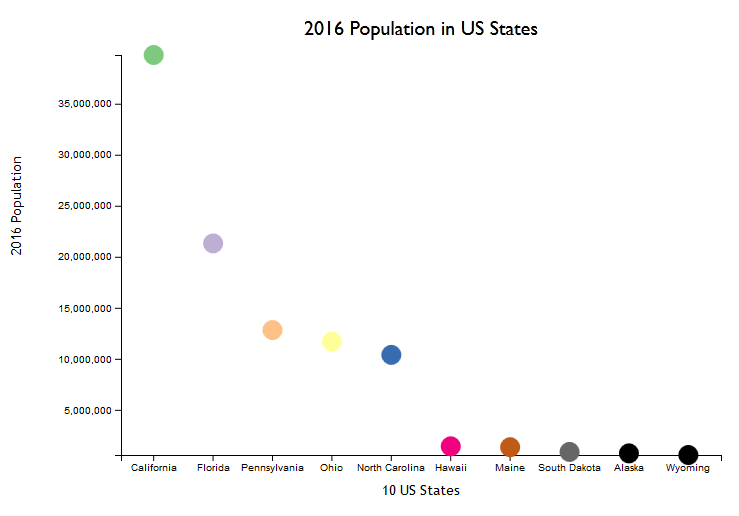 2016 Population in US States
2016 Population
35,000,000
30,000,000
25,000,000
20,000,000
15,000,000
10,000,000
5,000,000
California Florida Pennsylvania Ohio North Carolina Hawaii Maine South Dakota Alaska Wyoming
10 US States